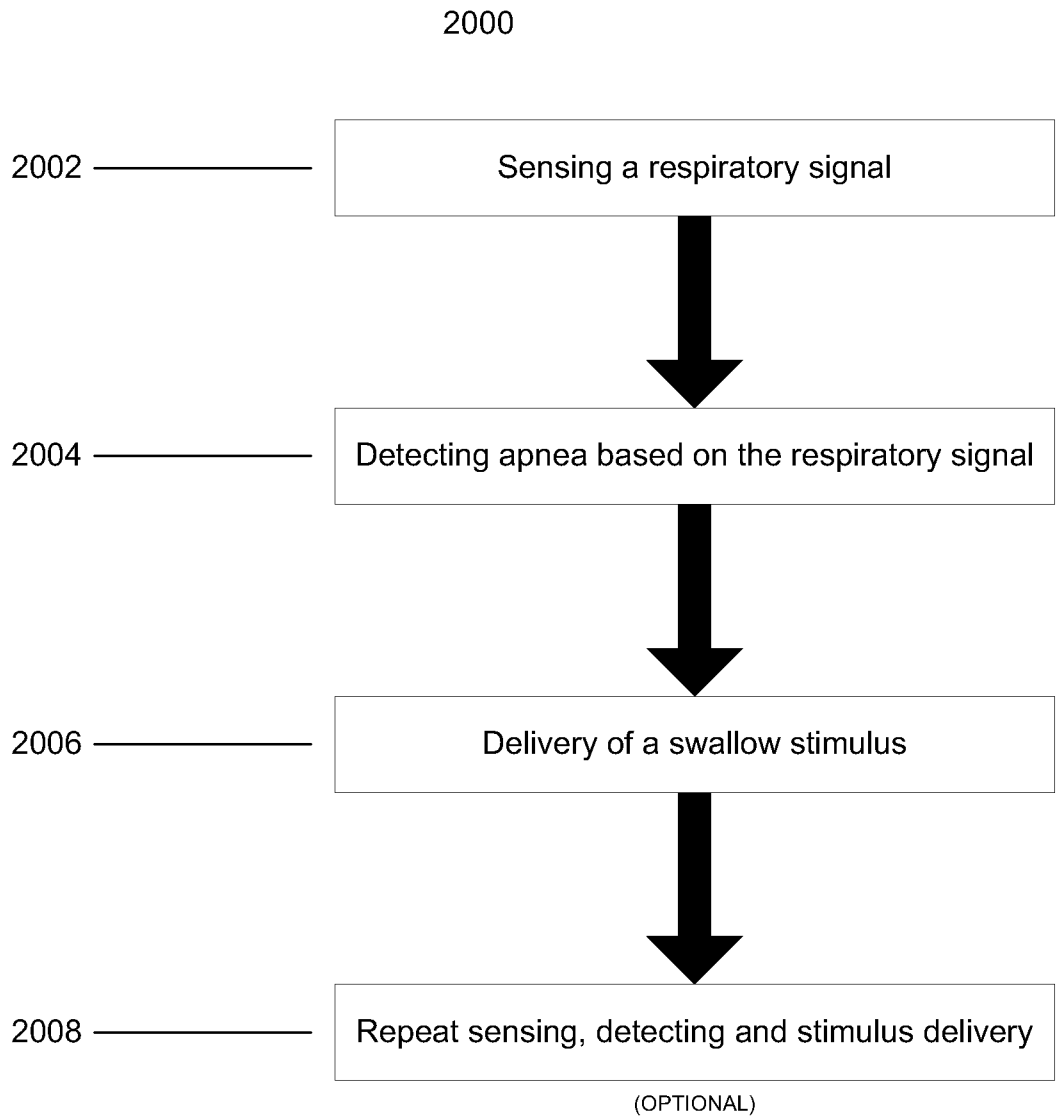 2000
2002 Sensing a respiratory signal
2004 Detecting apnea based on the respiratory signal
2006 Delivery of a swallow stimulus
2008 Repeat sensing, detecting and stimulus delivery
(OPTIONAL)